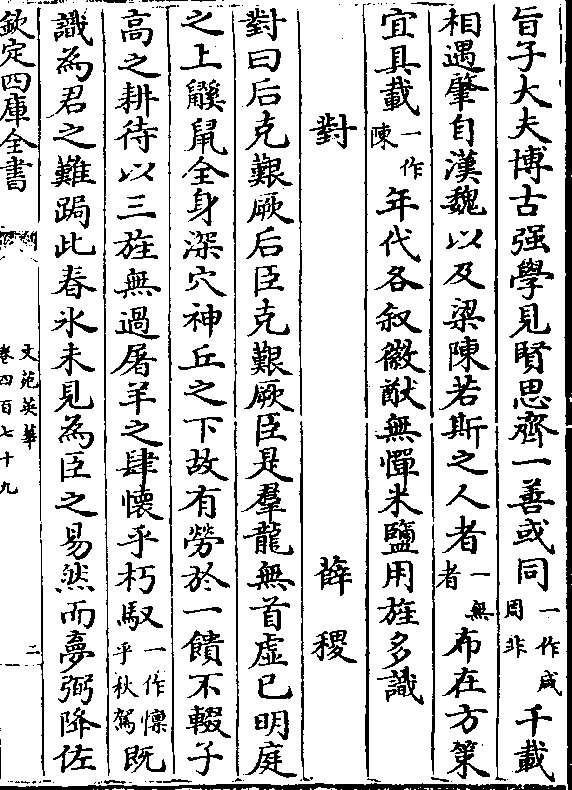 旨子大夫博古强學見賢思齊一善或同一作咸周非千載
相遇肇自漢魏以及梁陳若斯之人者一無者布在方策
宜具載一作陳年代各叙徽猷無憚米鹽用旌多識
對　薛稷
對曰后克艱厥后臣克艱厥臣是羣龍無首虛已明庭
之上鼷鼠全身深穴神丘之下故有勞於一饋不輟子
高之耕待以三旌無過屠羊之肆懷乎朽馭一作懔乎秋駕既
識為君之難跼此春氷未見為臣之易然而夢弼降佐
欽定四庫全書
文苑英華
卷四百七十九
二